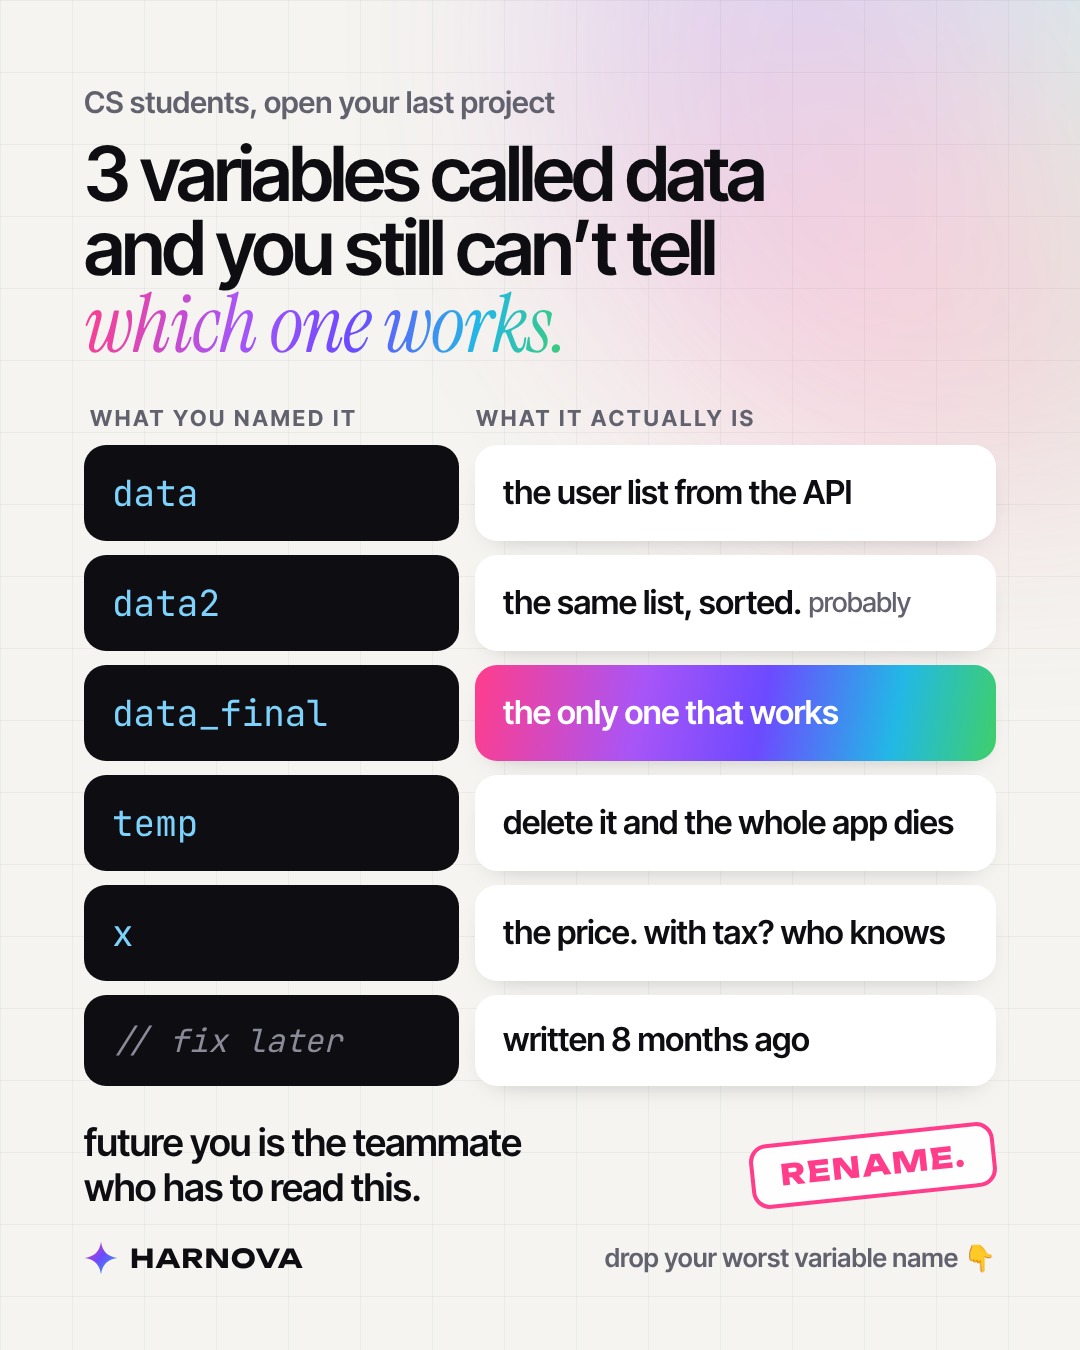 CS students, open your last project
3 variables called data
and you still can’t tell
which one works.
WHAT YOU NAMED IT
WHAT IT ACTUALLY IS
data
the user list from the API
data2
the same list, sorted. probably
data_final
the only one that works
temp
delete it and the whole app dies
x
the price. with tax? who knows
// fix later
written 8 months ago
future you is the teammate
who has to read this.
RENAME.
HARNOVA
drop your worst variable name 👇